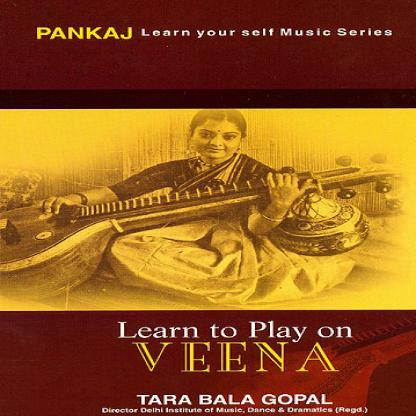 PANKAJ Learn your self Music Series
Learn to Play on
VEENA
TARA BALA GOPAL
Director Delhi Institute of Music, Dance & Dramatics (Regd.)